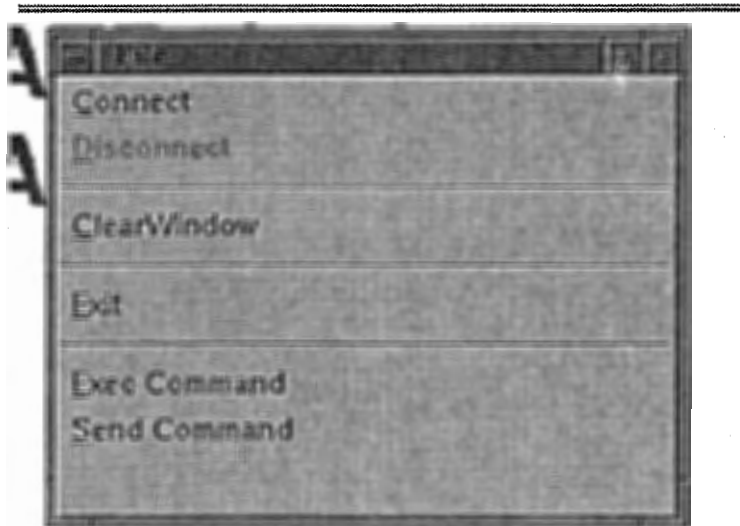 File
Connect
Disconnect
ClearWindow
Exit
Exec Command
Send Command